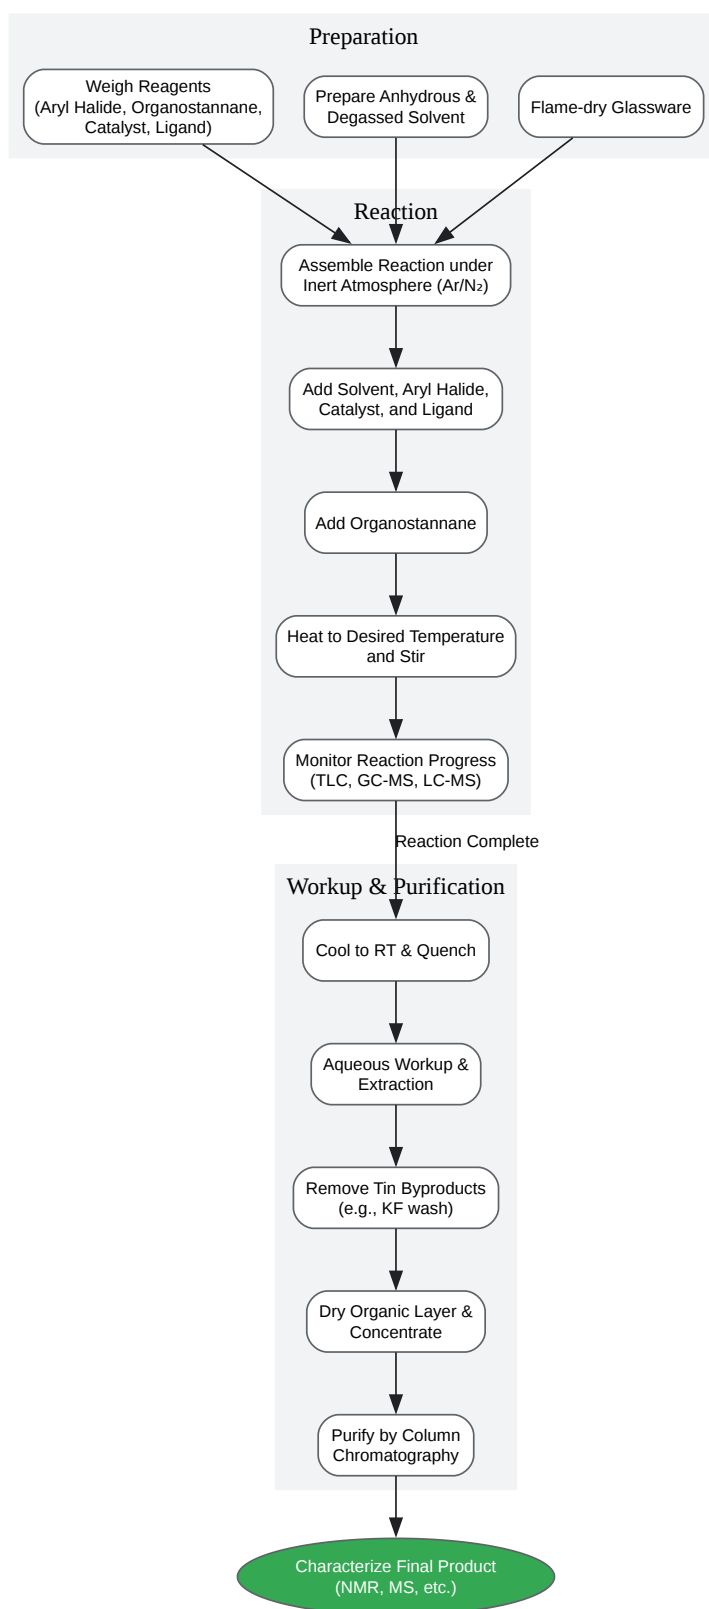 Preparation
Weigh Reagents
(Aryl Halide, Organostannane,
Catalyst, Ligand)
Prepare Anhydrous &
Degassed Solvent
Flame-dry Glassware
Reaction
Assemble Reaction under
Inert Atmosphere (Ar/N₂)
Add Solvent, Aryl Halide,
Catalyst, and Ligand
Add Organostannane
Heat to Desired Temperature
and Stir
Monitor Reaction Progress
(TLC, GC-MS, LC-MS)
Reaction Complete
Workup & Purification
Cool to RT & Quench
Aqueous Workup &
Extraction
Remove Tin Byproducts
(e.g., KF wash)
Dry Organic Layer &
Concentrate
Purify by Column
Chromatography
Characterize Final Product
(NMR, MS, etc.)